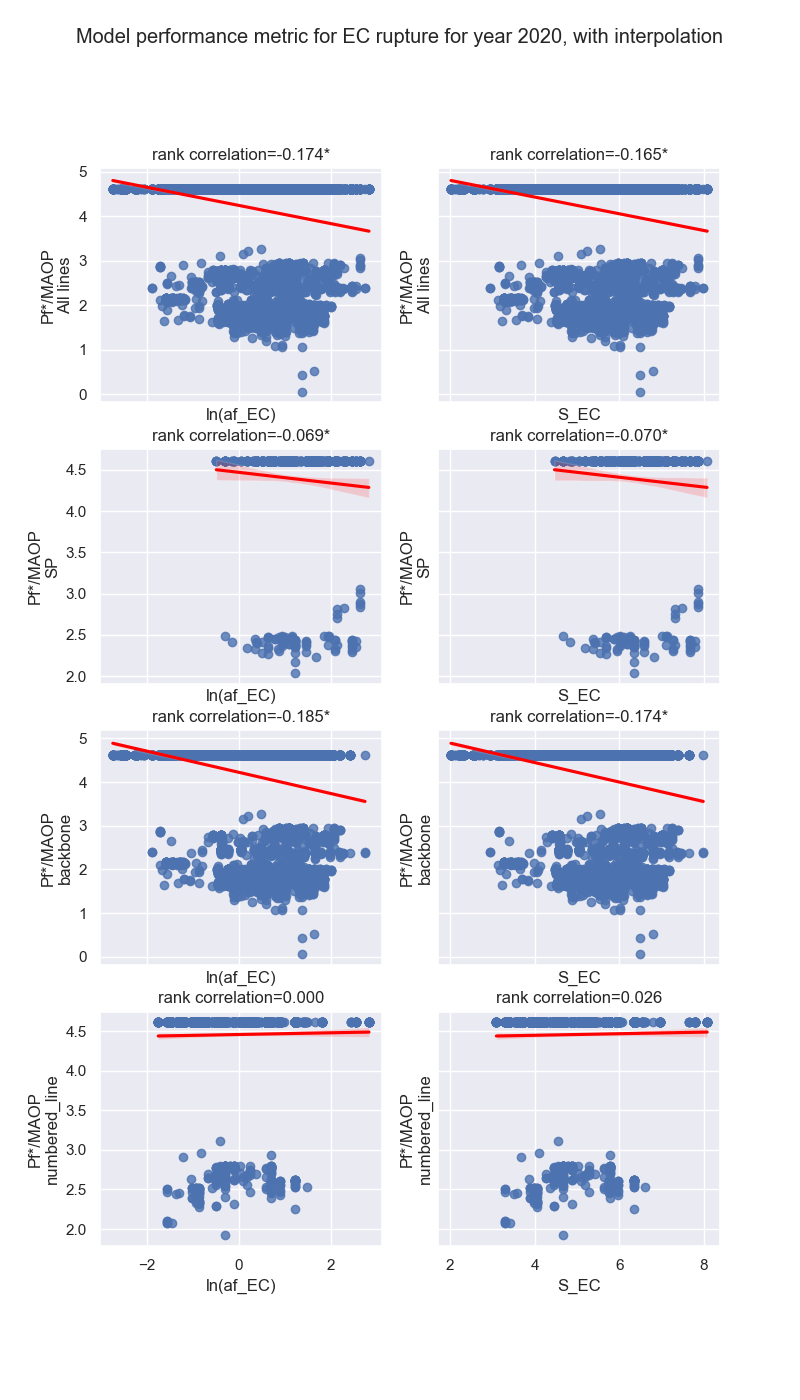 Model performance metric for EC rupture for year 2020, with interpolation
rank correlation=-0.174*
rank correlation=-0.165*
5
4
3
2
1
0
Pf*/MAOP
All lines
Pf*/MAOP
All lines
ln(af_EC)
S_EC
rank correlation=-0.069*
rank correlation=-0.070*
4.5
4.0
3.5
3.0
2.5
2.0
Pf*/MAOP
SP
Pf*/MAOP
SP
ln(af_EC)
S_EC
rank correlation=-0.185*
rank correlation=-0.174*
5
4
3
2
1
0
Pf*/MAOP
backbone
Pf*/MAOP
backbone
ln(af_EC)
S_EC
rank correlation=0.000
rank correlation=0.026
4.5
4.0
3.5
3.0
2.5
2.0
Pf*/MAOP
numbered_line
Pf*/MAOP
numbered_line
−2 0 2
2 4 6 8
ln(af_EC)
S_EC